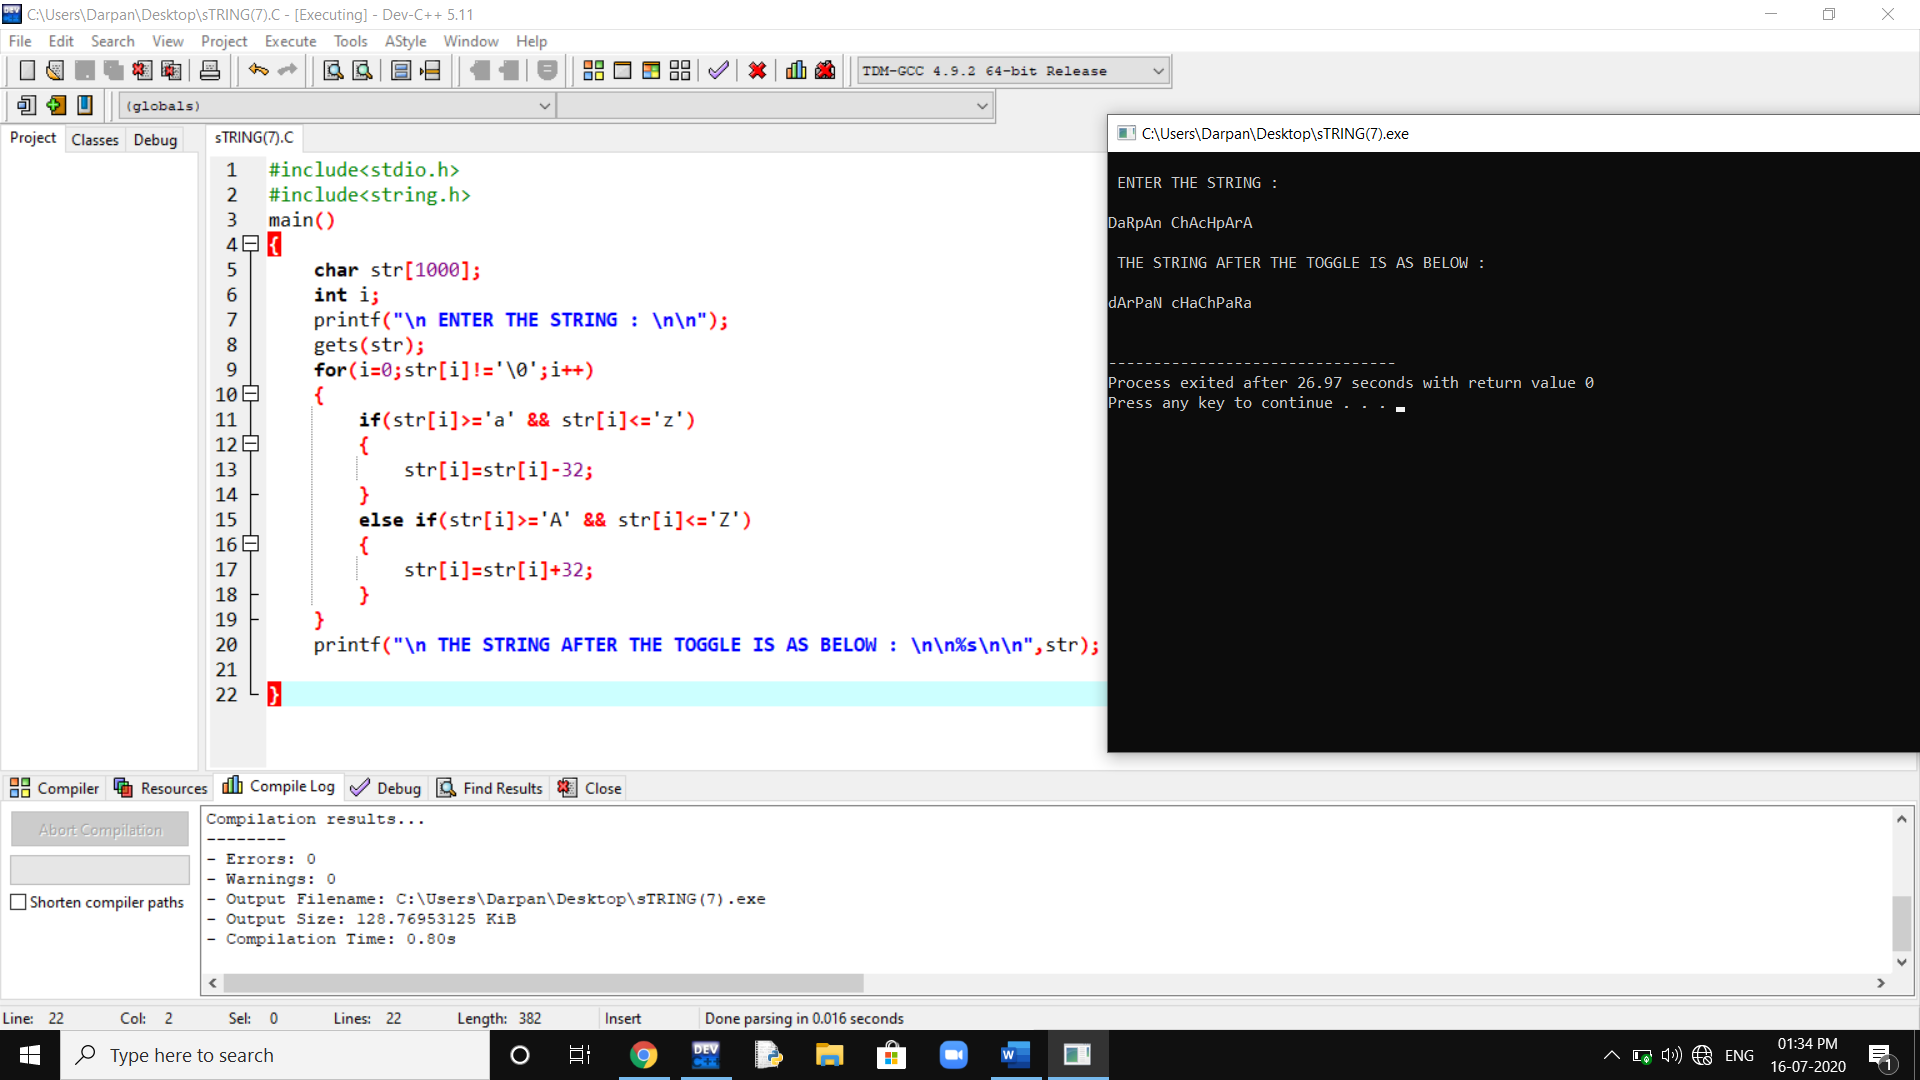 C:\Users\Darpan\Desktop\sTRING(7).C - [Executing] - Dev-C++ 5.11
File Edit Search View Project Execute Tools AStyle Window Help
TDM-GCC 4.9.2 64-bit Release
(globals)
Project Classes Debug
sTRING(7).C
1 #include<stdio.h>
2 #include<string.h>
3 main()
4 {
5 char str[1000];
6 int i;
7 printf("\n ENTER THE STRING : \n\n");
8 gets(str);
9 for(i=0;str[i]!='\0';i++)
10 {
11 if(str[i]>='a' && str[i]<='z')
12 {
13 str[i]=str[i]-32;
14 }
15 else if(str[i]>='A' && str[i]<='Z')
16 {
17 str[i]=str[i]+32;
18 }
19 }
20 printf("\n THE STRING AFTER THE TOGGLE IS AS BELOW : \n\n%s\n\n",str);
21
22 }
C:\Users\Darpan\Desktop\sTRING(7).exe
ENTER THE STRING :
DaRpAn ChAcHpArA
THE STRING AFTER THE TOGGLE IS AS BELOW :
dArPaN cHaChPaRa
--------------------------------
Process exited after 26.97 seconds with return value 0
Press any key to continue . . .
Compiler Resources Compile Log Debug Find Results Close
Abort Compilation
Shorten compiler paths
Compilation results...
--------
- Errors: 0
- Warnings: 0
- Output Filename: C:\Users\Darpan\Desktop\sTRING(7).exe
- Output Size: 128.76953125 KiB
- Compilation Time: 0.80s
Line: 22 Col: 2 Sel: 0 Lines: 22 Length: 382 Insert Done parsing in 0.016 seconds
Type here to search
DEV
C++
W
ENG
01:34 PM
16-07-2020
1